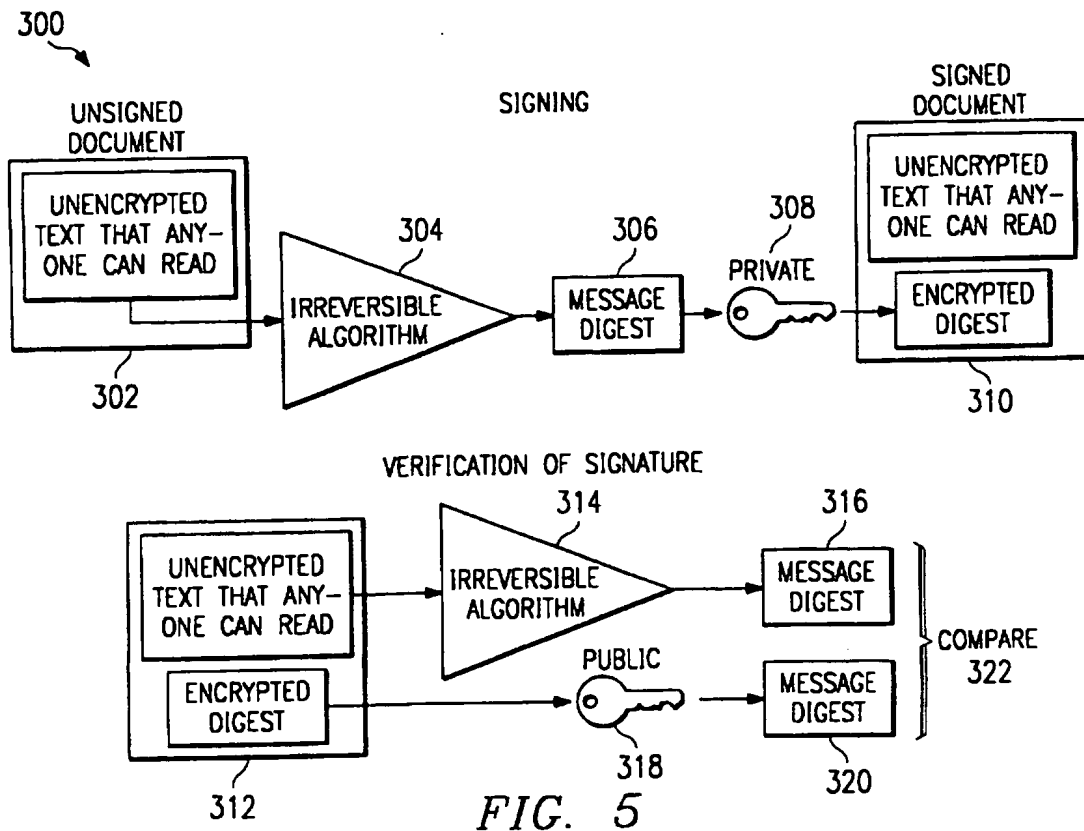 300
UNSIGNED
DOCUMENT
SIGNING
SIGNED
DOCUMENT
UNENCRYPTED
TEXT THAT ANY-
ONE CAN READ
302
304
IRREVERSIBLE
ALGORITHM
306
MESSAGE
DIGEST
308
PRIVATE
UNENCRYPTED
TEXT THAT ANY-
ONE CAN READ
ENCRYPTED
DIGEST
310
VERIFICATION OF SIGNATURE
UNENCRYPTED
TEXT THAT ANY-
ONE CAN READ
ENCRYPTED
DIGEST
312
314
IRREVERSIBLE
ALGORITHM
316
MESSAGE
DIGEST
PUBLIC
318
MESSAGE
DIGEST
320
COMPARE
322
FIG. 5